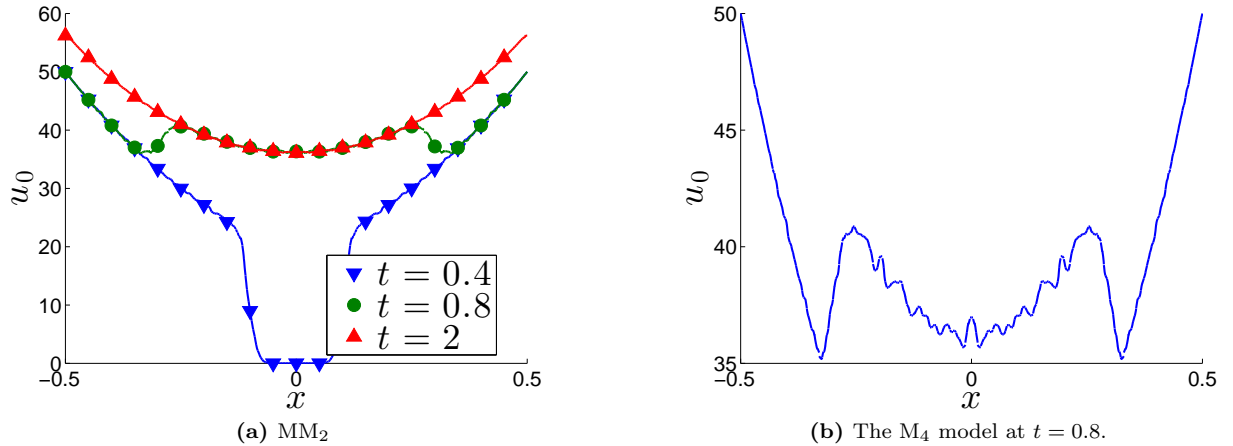 60
50
40
30
20
10
0
u₀
−0.5
0
0.5
x
t = 0.4
t = 0.8
t = 2
(a) MM₂
50
45
40
35
u₀
−0.5
0
0.5
x
(b) The M₄ model at t = 0.8.